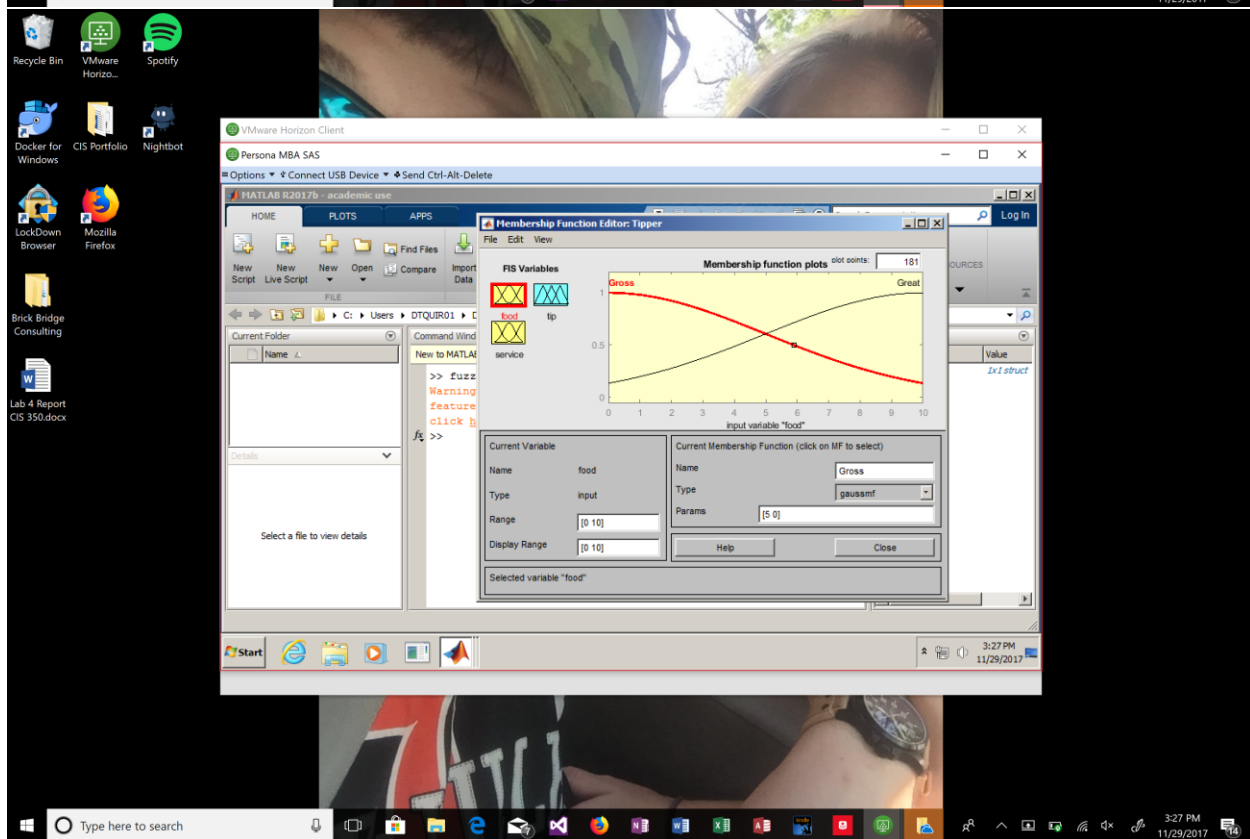 Recycle Bin
VMware Horizo...
Spotify
Docker for Windows
CIS Portfolio
Nightbot
LockDown Browser
Mozilla Firefox
Brick Bridge Consulting
Lab 4 Report CIS 350.docx
VMware Horizon Client
Persona MBA SAS
Options Connect USB Device Send Ctrl-Alt-Delete
MATLAB R2017b - academic use
HOME PLOTS APPS
Log In
New Script
New Live Script
New
Open
Find Files
Compare
Import Data
FILE
OURCES
C: Users DTQUIR01
Current Folder
Name
Command Wind
New to MATLAB
Value
1x1 struct
>> fuzz
Warning
feature
click h
fx >>
Details
Select a file to view details
Membership Function Editor: Tipper
File Edit View
FIS Variables
food
tip
service
Membership function plots plot points: 181
Gross
Great
1
0.5
0
0 1 2 3 4 5 6 7 8 9 10
input variable "food"
Current Variable
Name food
Type input
Range [0 10]
Display Range [0 10]
Current Membership Function (click on MF to select)
Name Gross
Type gaussmf
Params [5 0]
Help Close
Selected variable "food"
Start
3:27 PM
11/29/2017
Type here to search
3:27 PM
11/29/2017